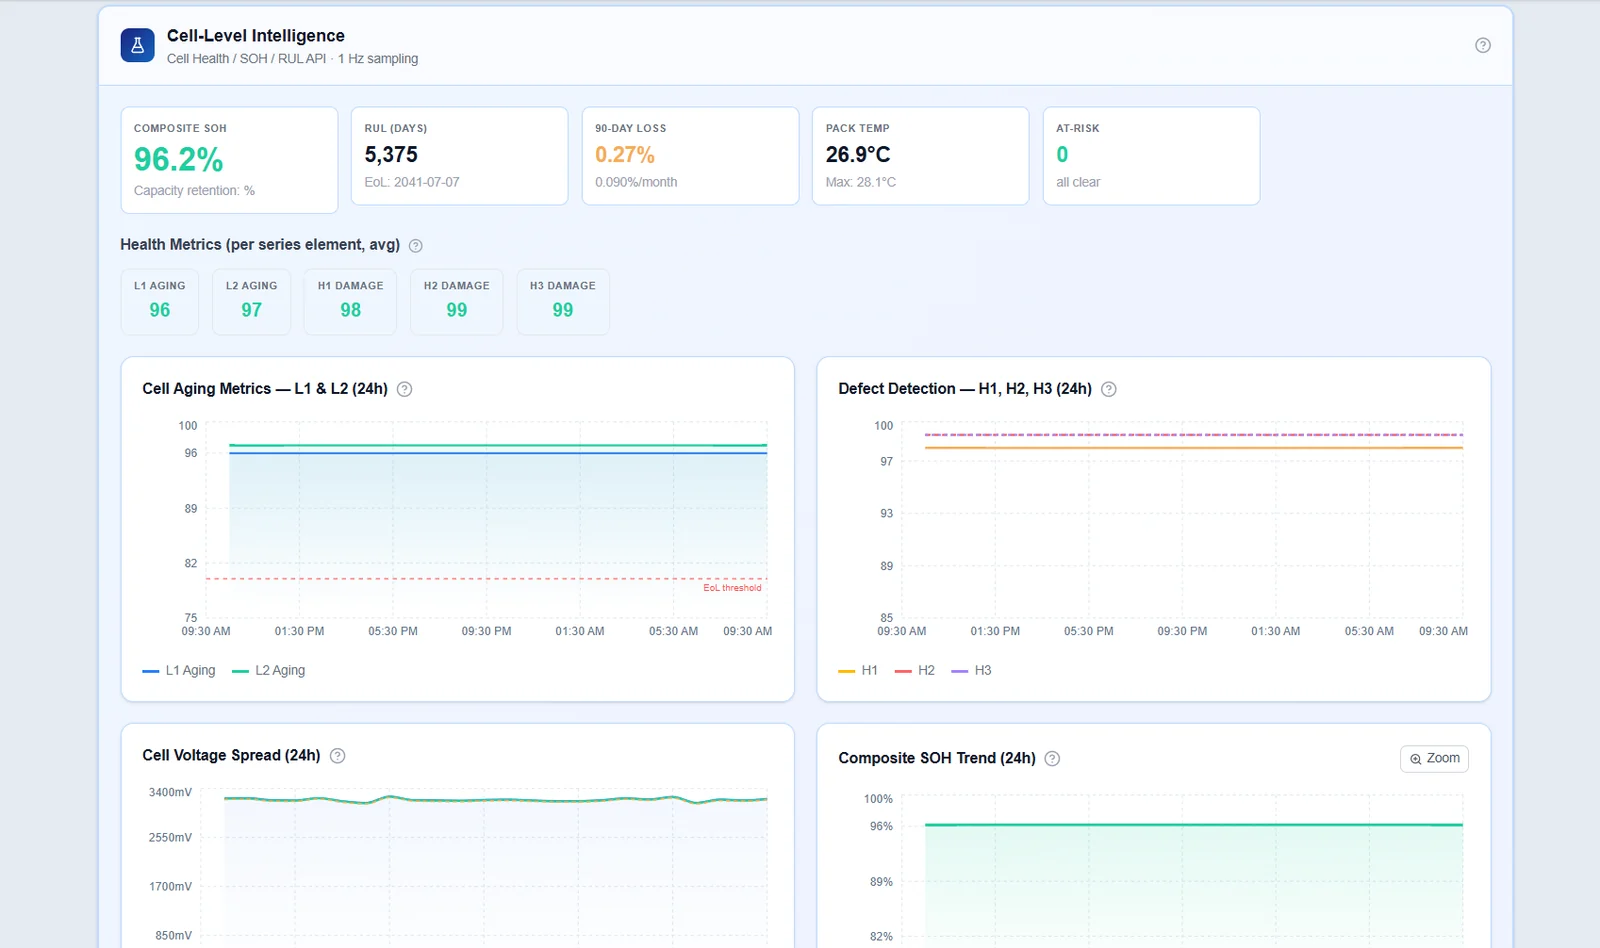 Cell-Level Intelligence
Cell Health / SOH / RUL API · 1 Hz sampling
COMPOSITE SOH
96.2%
Capacity retention: %
RUL (DAYS)
5,375
EoL: 2041-07-07
90-DAY LOSS
0.27%
0.090%/month
PACK TEMP
26.9°C
Max: 28.1°C
AT-RISK
0
all clear
Health Metrics (per series element, avg)
L1 AGING
96
L2 AGING
97
H1 DAMAGE
98
H2 DAMAGE
99
H3 DAMAGE
99
Cell Aging Metrics — L1 & L2 (24h)
100
96
89
82
75
EoL threshold
09:30 AM 01:30 PM 05:30 PM 09:30 PM 01:30 AM 05:30 AM 09:30 AM
L1 Aging L2 Aging
Defect Detection — H1, H2, H3 (24h)
100
97
93
89
85
09:30 AM 01:30 PM 05:30 PM 09:30 PM 01:30 AM 05:30 AM 09:30 AM
H1 H2 H3
Cell Voltage Spread (24h)
3400mV
2550mV
1700mV
850mV
Composite SOH Trend (24h)
Zoom
100%
96%
89%
82%